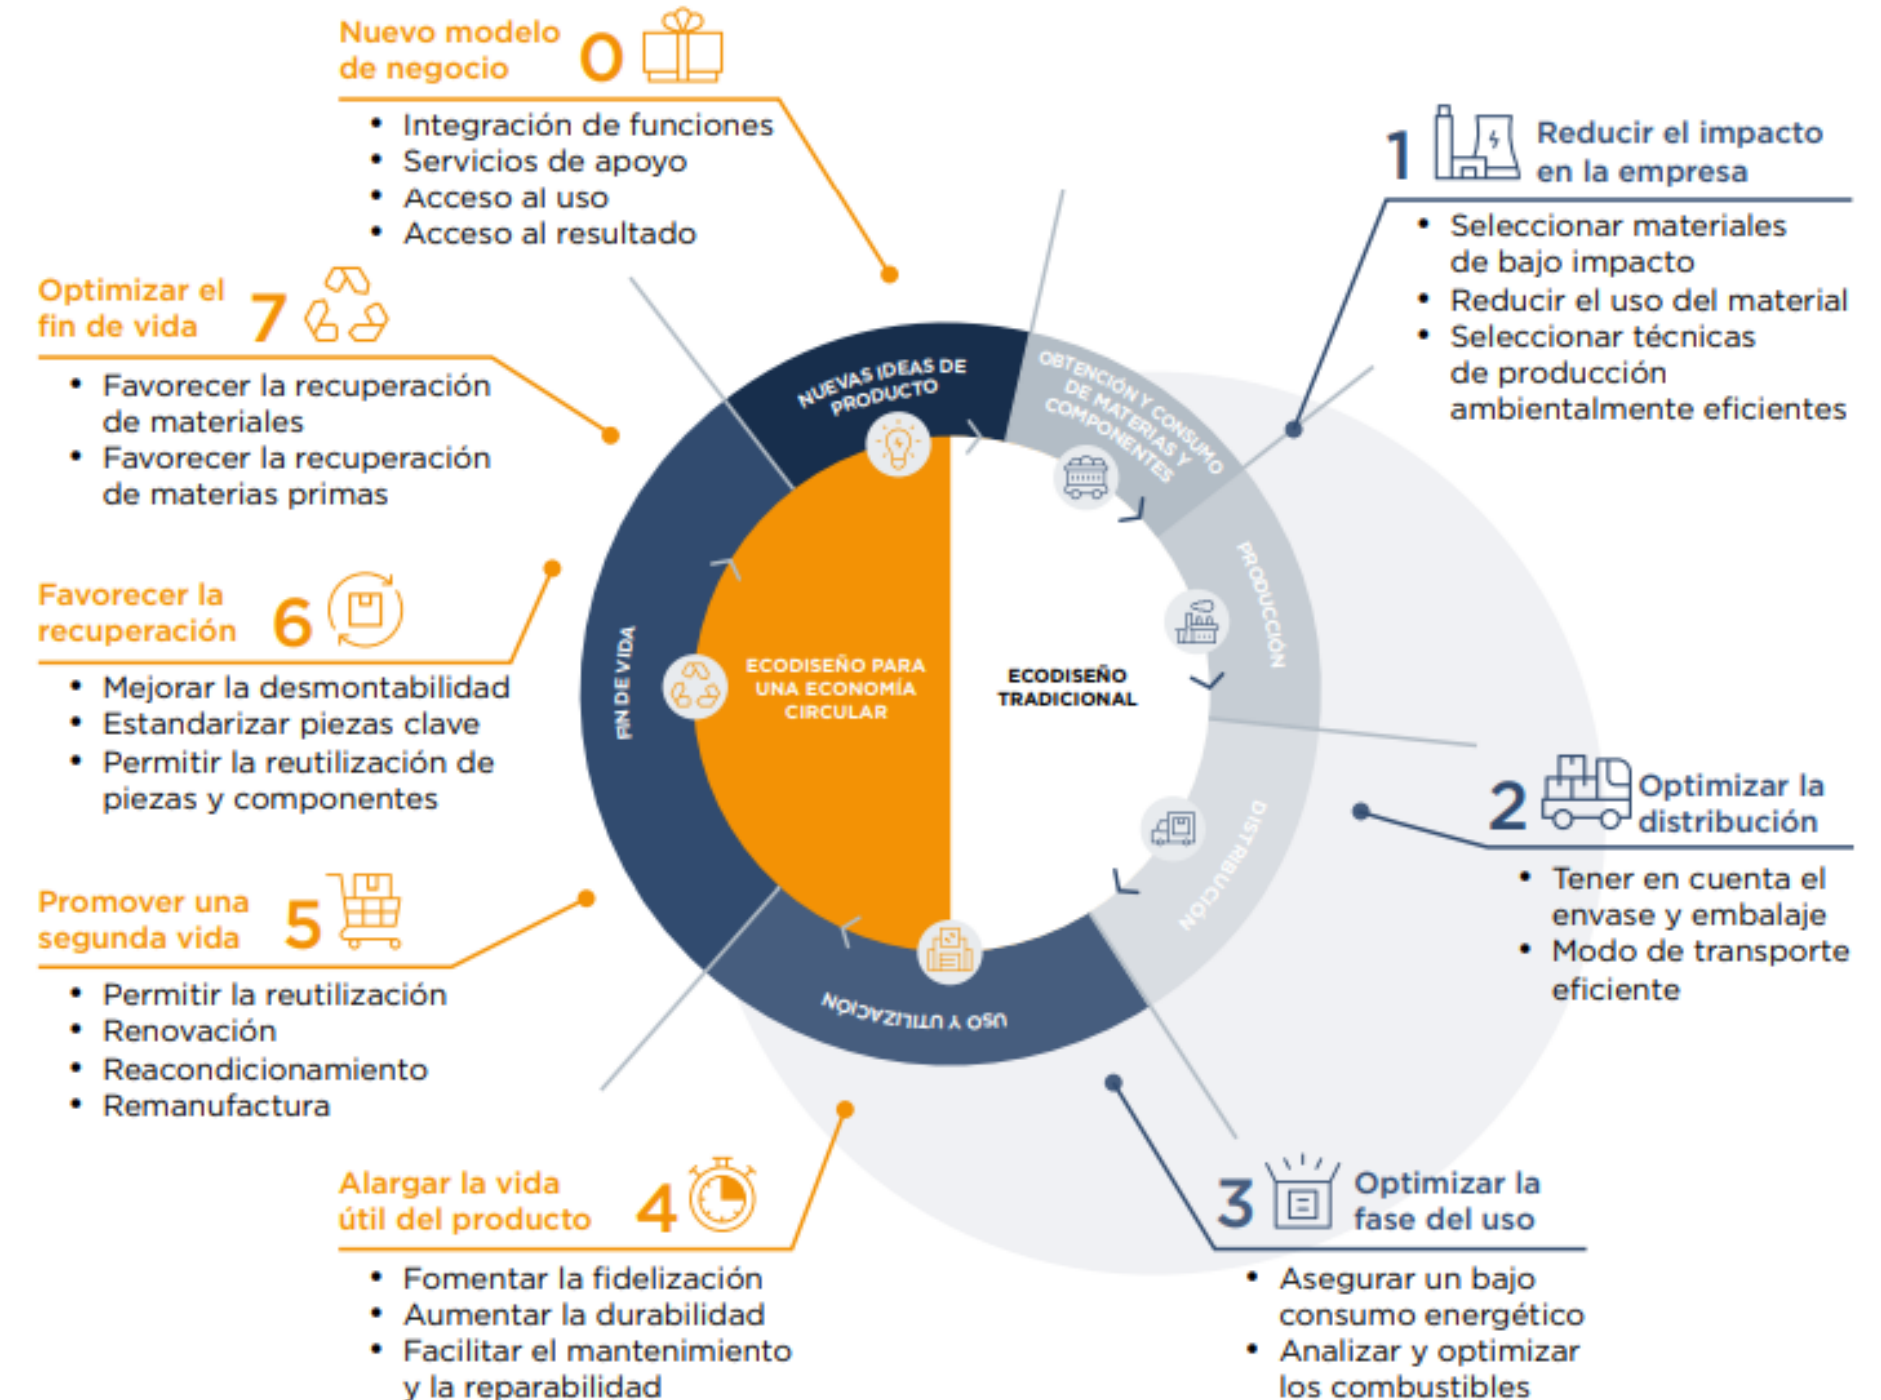 Nuevo modelo
de negocio
0
• Integración de funciones
• Servicios de apoyo
• Acceso al uso
• Acceso al resultado
1
Reducir el impacto
en la empresa
• Seleccionar materiales
de bajo impacto
• Reducir el uso del material
• Seleccionar técnicas
de producción
ambientalmente eficientes
Optimizar el
fin de vida
7
• Favorecer la recuperación
de materiales
• Favorecer la recuperación
de materias primas
NUEVAS IDEAS DE
PRODUCTO
OBTENCIÓN Y CONSUMO
DE MATERIAS Y
COMPONENTES
PRODUCCIÓN
DISTRIBUCIÓN
USO Y UTILIZACIÓN
FIN DE VIDA
ECODISEÑO PARA
UNA ECONOMÍA
CIRCULAR
ECODISEÑO
TRADICIONAL
Favorecer la
recuperación
6
• Mejorar la desmontabilidad
• Estandarizar piezas clave
• Permitir la reutilización de
piezas y componentes
2
Optimizar la
distribución
• Tener en cuenta el
envase y embalaje
• Modo de transporte
eficiente
Promover una
segunda vida
5
• Permitir la reutilización
• Renovación
• Reacondicionamiento
• Remanufactura
Alargar la vida
útil del producto
4
• Fomentar la fidelización
• Aumentar la durabilidad
• Facilitar el mantenimiento
y la reparabilidad
3
Optimizar la
fase del uso
• Asegurar un bajo
consumo energético
• Analizar y optimizar
los combustibles